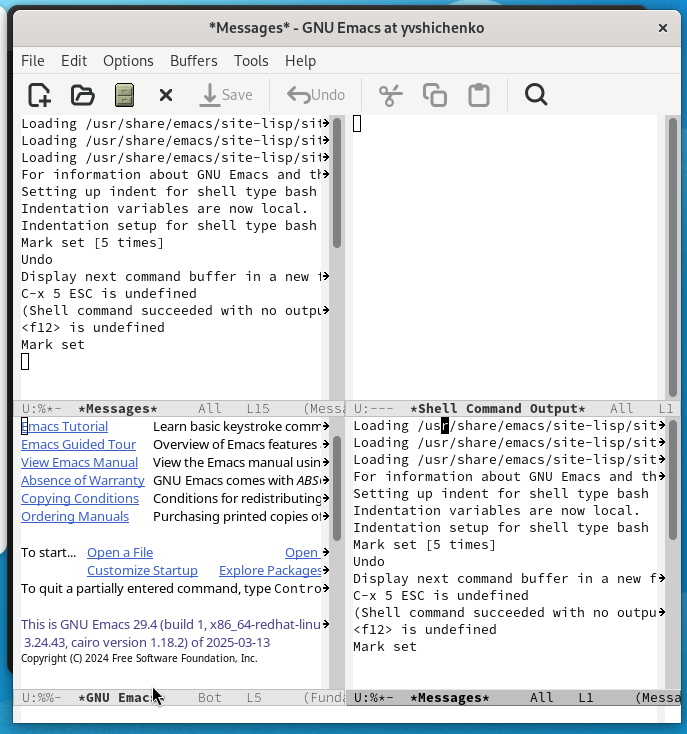 *Messages* - GNU Emacs at yvshichenko
File Edit Options Buffers Tools Help
Save Undo
Loading /usr/share/emacs/site-lisp/sit
Loading /usr/share/emacs/site-lisp/sit
Loading /usr/share/emacs/site-lisp/sit
For information about GNU Emacs and th
Setting up indent for shell type bash
Indentation variables are now local.
Indentation setup for shell type bash
Mark set [5 times]
Undo
Display next command buffer in a new f
C-x 5 ESC is undefined
(Shell command succeeded with no outpu
<f12> is undefined
Mark set
U:%*- *Messages* All L15 (Messa
U:--- *Shell Command Output* All L1
Emacs Tutorial Learn basic keystroke comm
Emacs Guided Tour Overview of Emacs features
View Emacs Manual View the Emacs manual usin
Absence of Warranty GNU Emacs comes with ABS
Copying Conditions Conditions for redistributing
Ordering Manuals Purchasing printed copies of
To start... Open a File Open
Customize Startup Explore Packages
To quit a partially entered command, type Contro
This is GNU Emacs 29.4 (build 1, x86_64-redhat-linu
3.24.43, cairo version 1.18.2) of 2025-03-13
Copyright (C) 2024 Free Software Foundation, Inc.
U:%%- *GNU Emacs Bot L5 (Funda
Loading /usr/share/emacs/site-lisp/sit
Loading /usr/share/emacs/site-lisp/sit
Loading /usr/share/emacs/site-lisp/sit
For information about GNU Emacs and th
Setting up indent for shell type bash
Indentation variables are now local.
Indentation setup for shell type bash
Mark set [5 times]
Undo
Display next command buffer in a new f
C-x 5 ESC is undefined
(Shell command succeeded with no outpu
<f12> is undefined
Mark set
U:%*- *Messages* All L1 (Messa